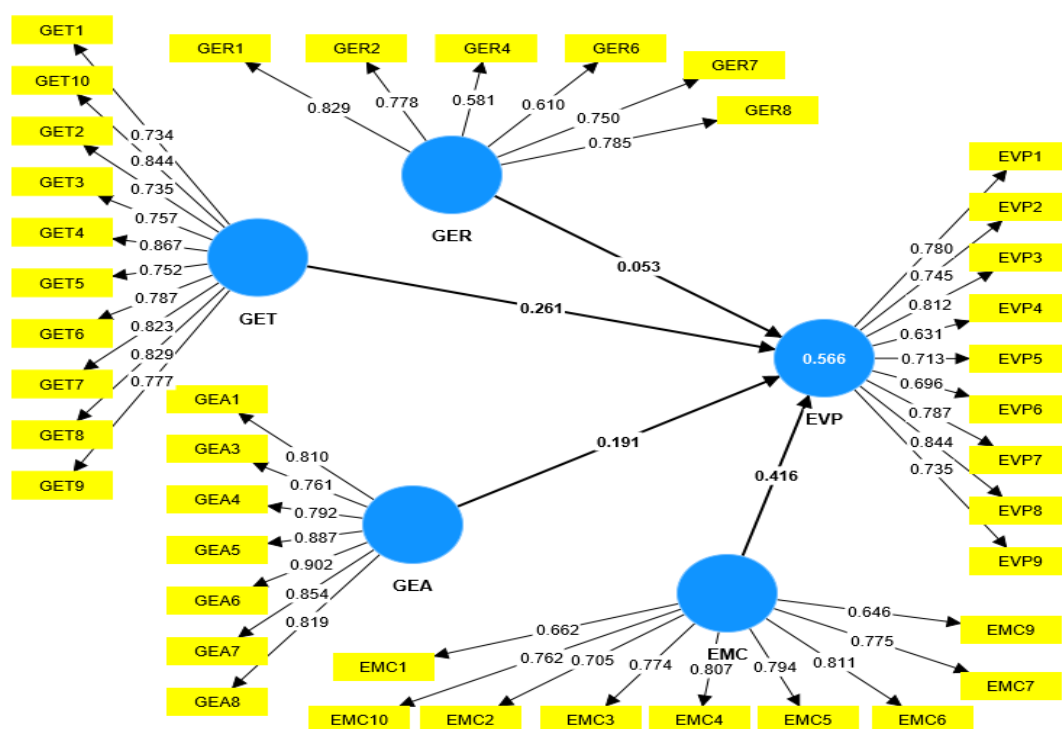 GET1
GET10
GET2
GET3
GET4
GET5
GET6
GET7
GET8
GET9
0.734
0.844
0.735
0.757
0.867
0.752
0.787
0.823
0.829
0.777
GET
GER1
GER2
GER4
GER6
GER7
GER8
0.829
0.778
0.581
0.610
0.750
0.785
GER
0.053
0.261
0.191
0.416
GEA1
GEA3
GEA4
GEA5
GEA6
GEA7
GEA8
0.810
0.761
0.792
0.887
0.902
0.854
0.819
GEA
0.566
EVP
0.780
0.745
0.812
0.631
0.713
0.696
0.787
0.844
0.735
EVP1
EVP2
EVP3
EVP4
EVP5
EVP6
EVP7
EVP8
EVP9
EMC
0.662
0.762
0.705
0.774
0.807
0.794
0.811
0.775
0.646
EMC1
EMC10
EMC2
EMC3
EMC4
EMC5
EMC6
EMC7
EMC9